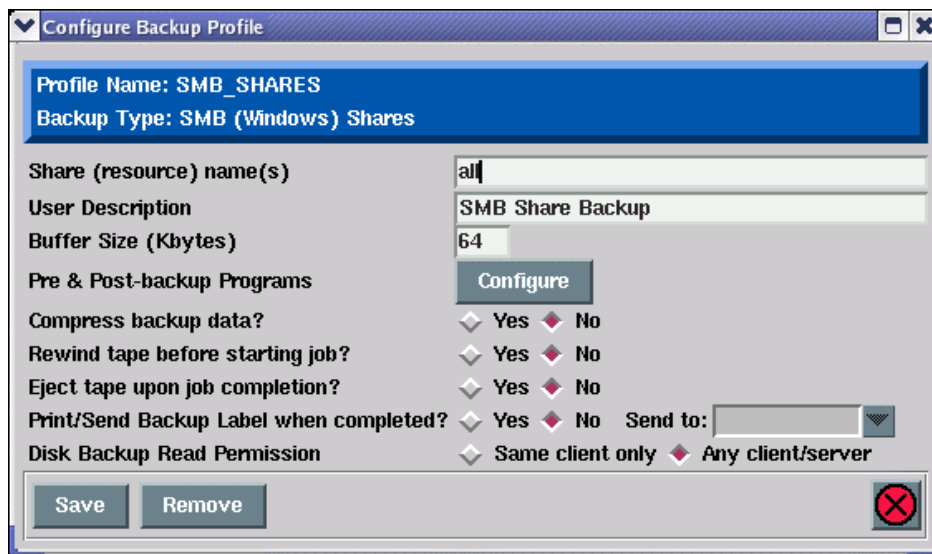 Configure Backup Profile
Profile Name: SMB_SHARES
Backup Type: SMB (Windows) Shares
Share (resource) name(s) all
User Description SMB Share Backup
Buffer Size (Kbytes) 64
Pre & Post-backup Programs Configure
Compress backup data? Yes No
Rewind tape before starting job? Yes No
Eject tape upon job completion? Yes No
Print/Send Backup Label when completed? Yes No Send to:
Disk Backup Read Permission Same client only Any client/server
Save Remove